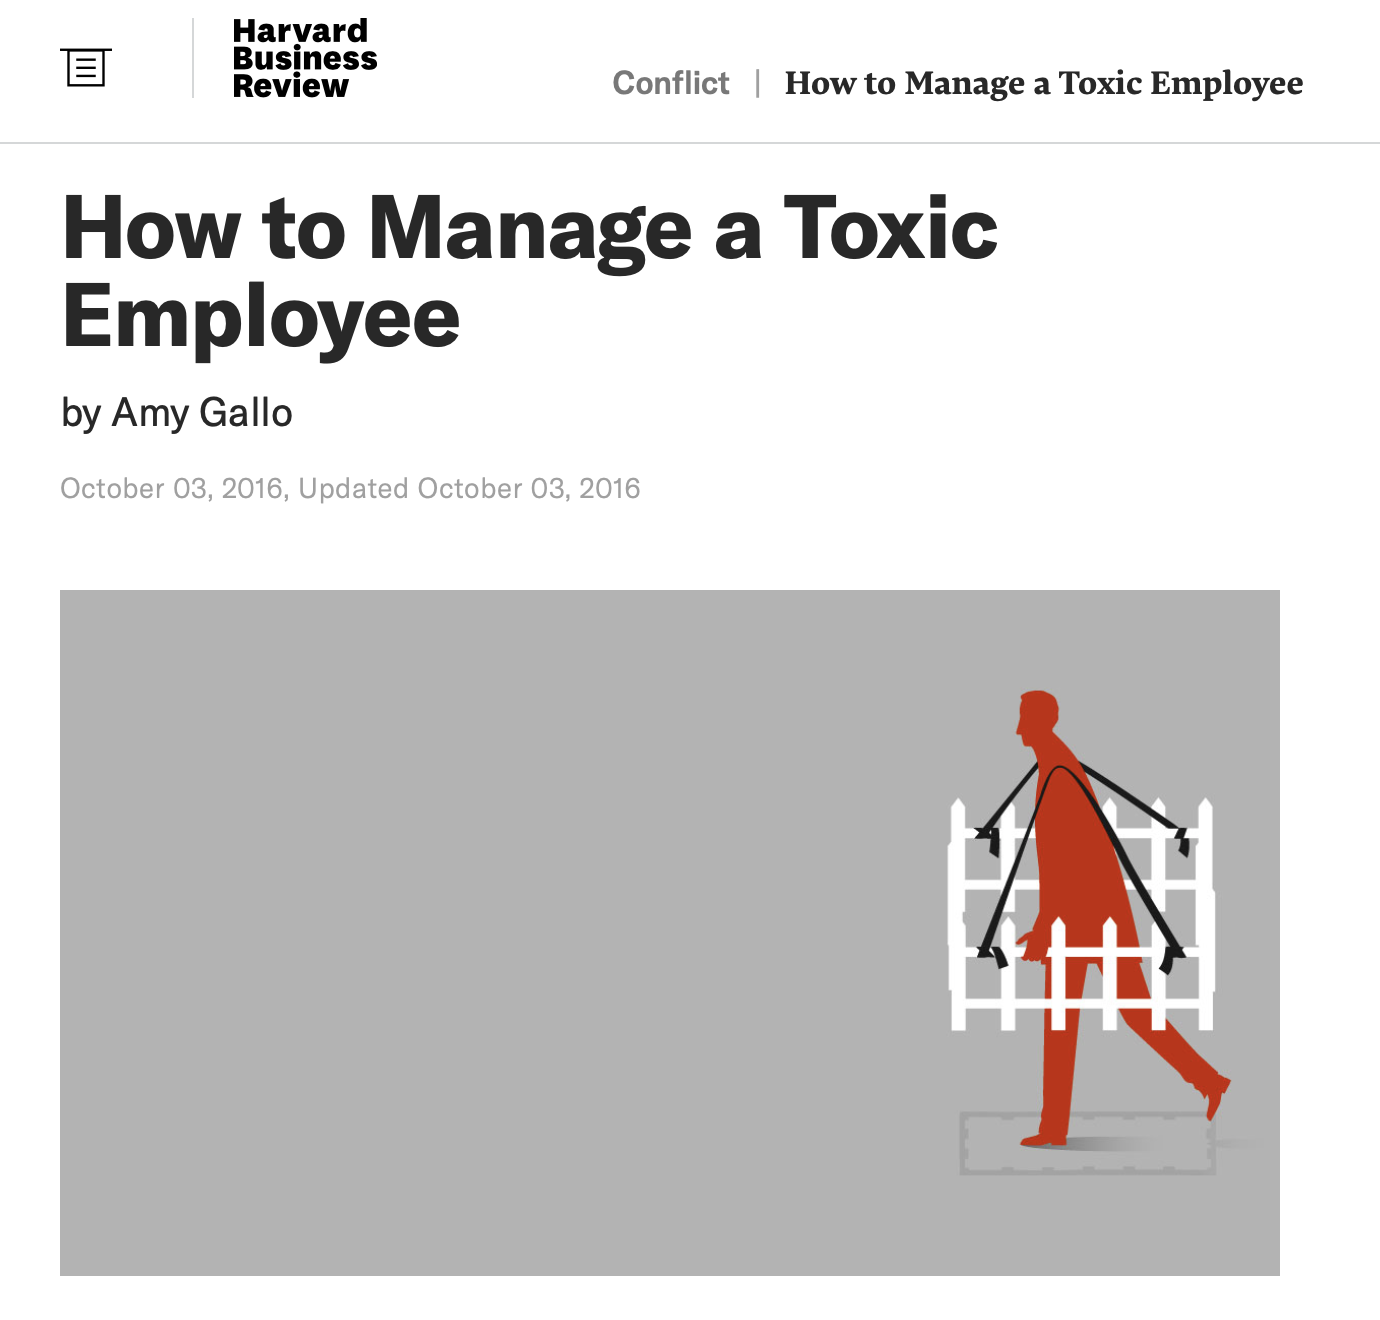 Harvard
Business
Review
Conflict | How to Manage a Toxic Employee
How to Manage a Toxic
Employee
by Amy Gallo
October 03, 2016, Updated October 03, 2016